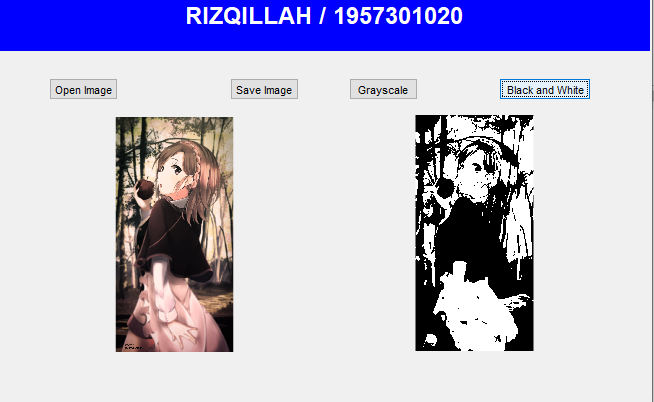 RIZQILLAH / 1957301020
Open Image
Save Image
Grayscale
Black and White